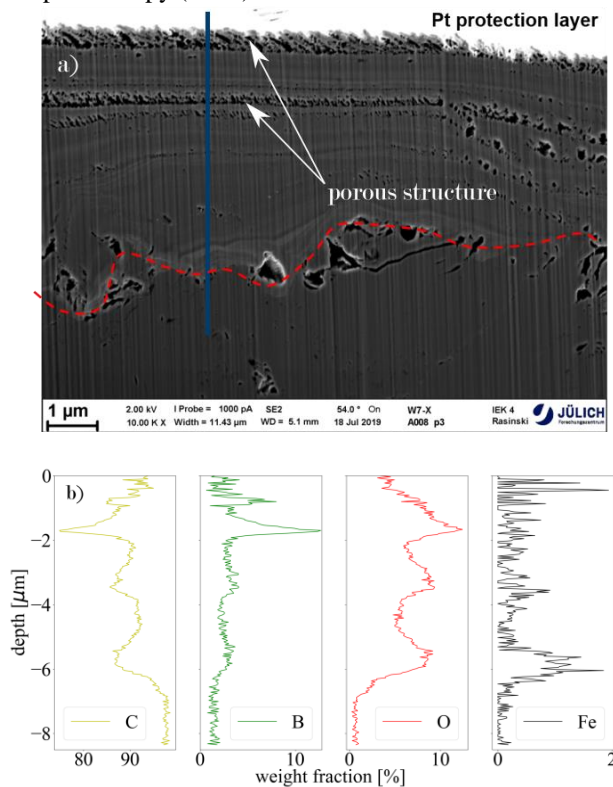 Pt protection layer
a)
porous structure
1 µm
2.00 kV
10.00 K X
I Probe = 1000 pA
Width = 11.43 µm
SE2
WD = 5.1 mm
54.0 ° On
18 Jul 2019
W7-X
A008 p3
IEK 4
Rasinski
JÜLICH
Forschungszentrum
b)
0
−2
−4
−6
−8
depth [µm]
C
B
O
Fe
80
90
0
10
0
10
0
2
weight fraction [%]